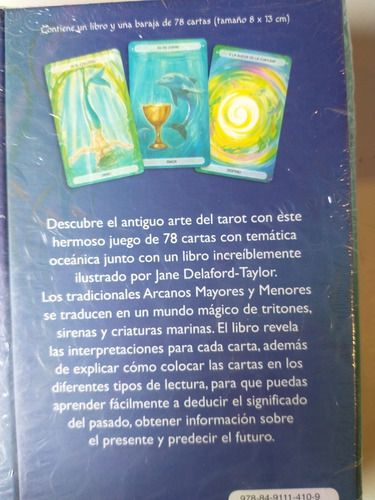 Contiene un libro y una baraja de 78 cartas (tamaño 8 x 13 cm)
Descubre el antiguo arte del tarot con este
hermoso juego de 78 cartas con temática
oceánica junto con un libro increíblemente
ilustrado por Jane Delaford-Taylor.
Los tradicionales Arcanos Mayores y Menores
se traducen en un mundo mágico de tritones,
sirenas y criaturas marinas. El libro revela
las interpretaciones para cada carta, además
de explicar cómo colocar las cartas en los
diferentes tipos de lectura, para que puedas
aprender fácilmente a deducir el significado
del pasado, obtener información sobre
el presente y predecir el futuro.
978-84-9111-410-9